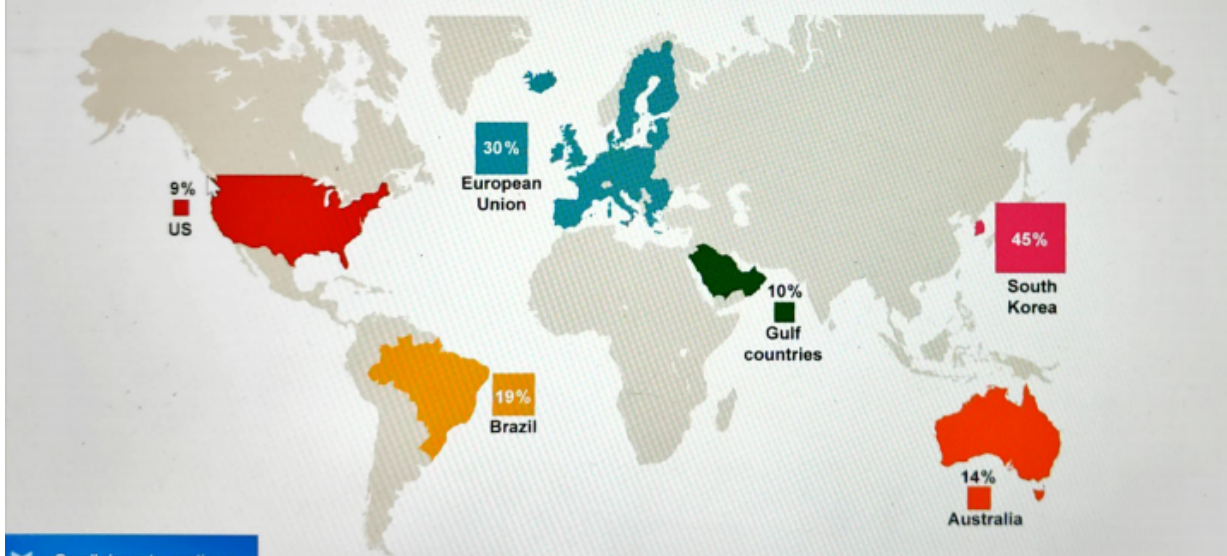 9%
US
30%
European
Union
45%
South
Korea
10%
Gulf
countries
19%
Brazil
14%
Australia